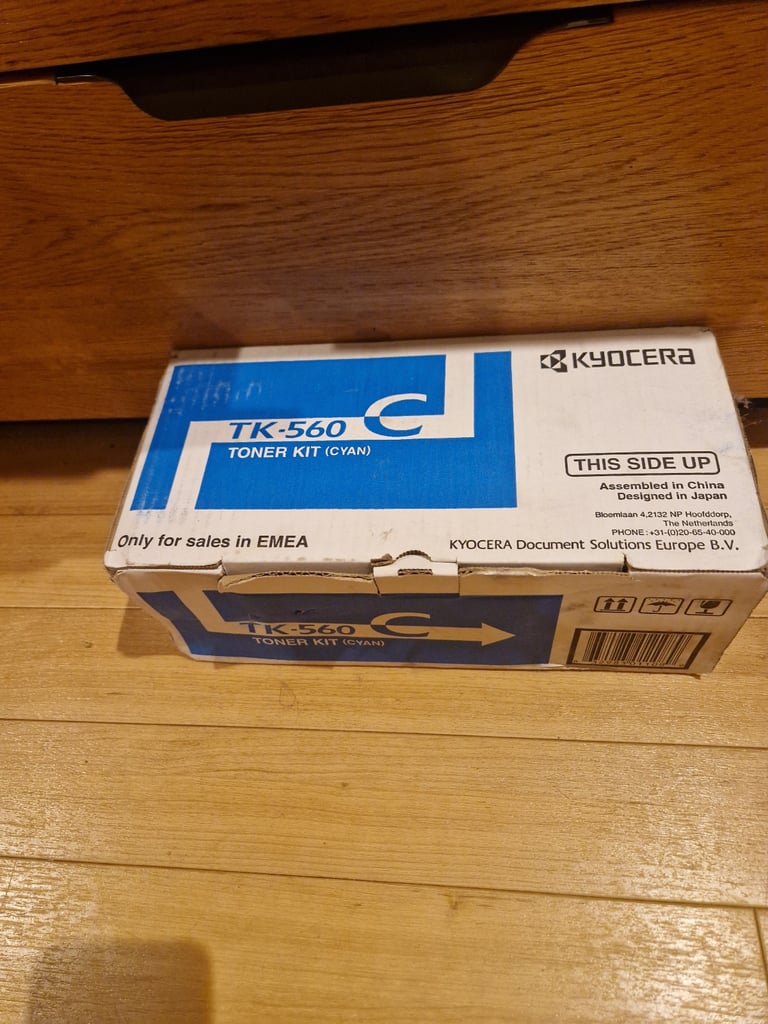 KYOCERA
TK-560 C
TONER KIT (CYAN)
THIS SIDE UP
Assembled in China
Designed in Japan
Bloemlaan 4,2132 NP Hoofddorp,
The Netherlands
PHONE:+31-(0)20-65-40-000
Only for sales in EMEA
KYOCERA Document Solutions Europe B.V.
TK-560 C
TONER KIT (CYAN)